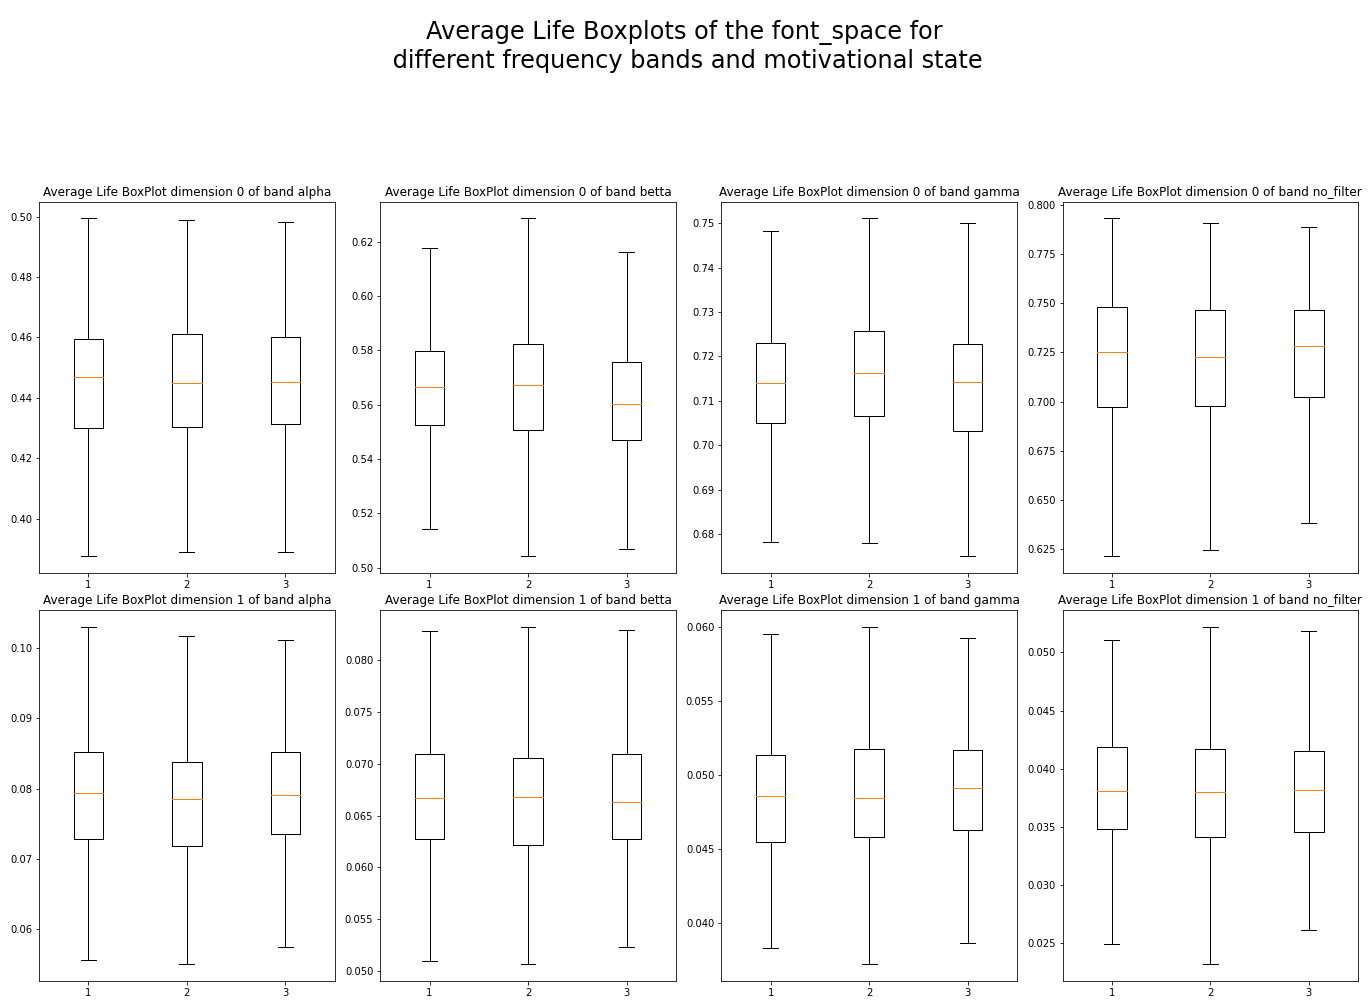 Average Life Boxplots of the font_space for
different frequency bands and motivational state
Average Life BoxPlot dimension 0 of band alpha
0.50
0.48
0.46
0.44
0.42
0.40
1 2 3
Average Life BoxPlot dimension 0 of band betta
0.62
0.60
0.58
0.56
0.54
0.52
0.50
1 2 3
Average Life BoxPlot dimension 0 of band gamma
0.75
0.74
0.73
0.72
0.71
0.70
0.69
0.68
1 2 3
Average Life BoxPlot dimension 0 of band no_filter
0.800
0.775
0.750
0.725
0.700
0.675
0.650
0.625
1 2 3
Average Life BoxPlot dimension 1 of band alpha
0.10
0.09
0.08
0.07
0.06
1 2 3
Average Life BoxPlot dimension 1 of band betta
0.080
0.075
0.070
0.065
0.060
0.055
0.050
1 2 3
Average Life BoxPlot dimension 1 of band gamma
0.060
0.055
0.050
0.045
0.040
1 2 3
Average Life BoxPlot dimension 1 of band no_filter
0.050
0.045
0.040
0.035
0.030
0.025
1 2 3